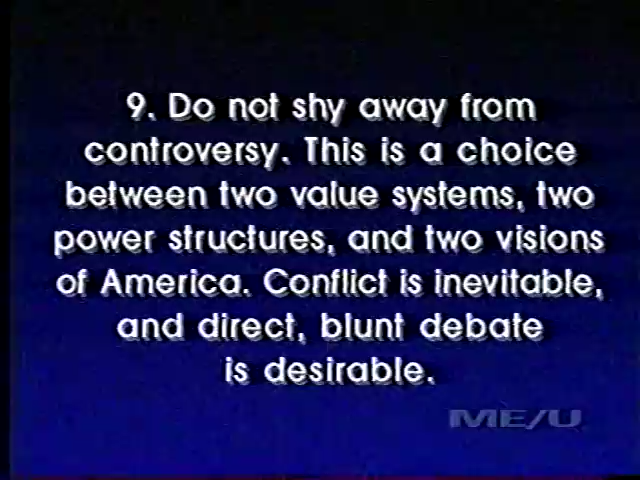 9. Do not shy away from
controversy. This is a choice
between two value systems, two
power structures, and two visions
of America. Conflict is inevitable,
and direct, blunt debate
is desirable.
ME/U